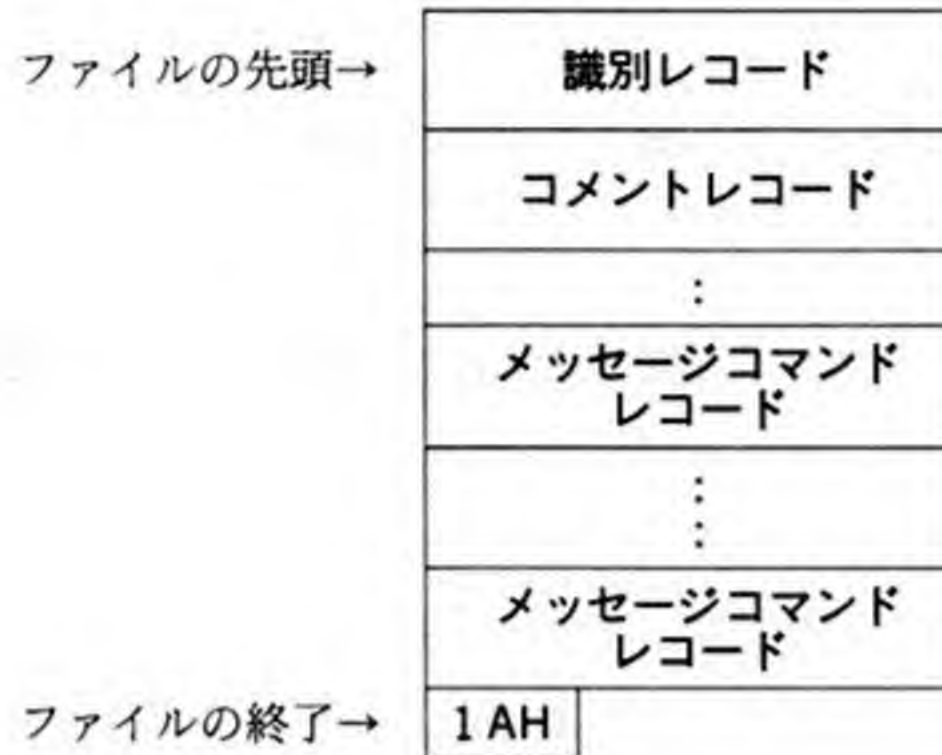 ファイルの先頭→ 識別レコード
コメントレコード
:
メッセージコマンド
レコード
:
:
メッセージコマンド
レコード
ファイルの終了→ 1AH